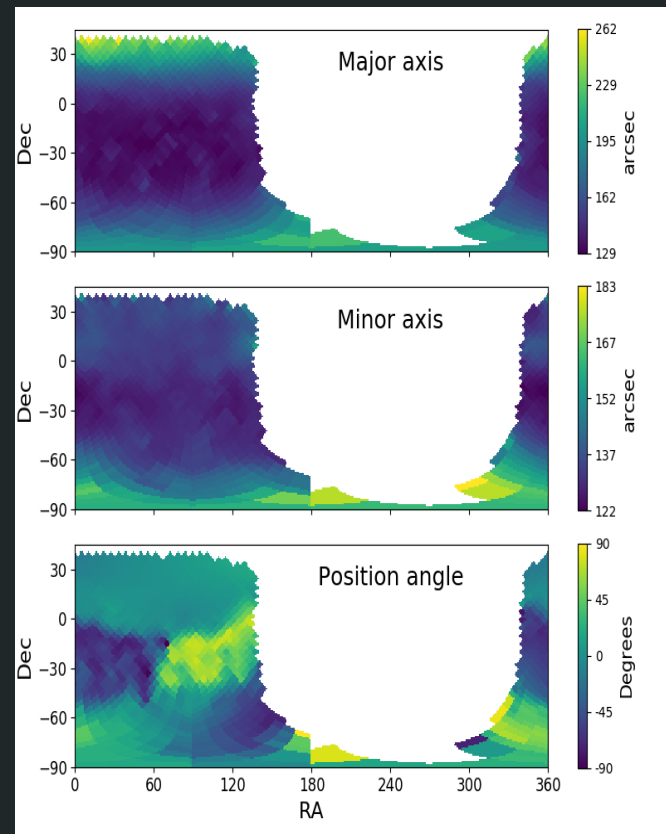 Major axis
30
0
−30
−60
−90
Dec
262
229
195
162
129
arcsec
Minor axis
30
0
−30
−60
−90
Dec
183
167
152
137
122
arcsec
Position angle
30
0
−30
−60
−90
Dec
90
45
0
-45
-90
Degrees
0 60 120 180 240 300 360
RA